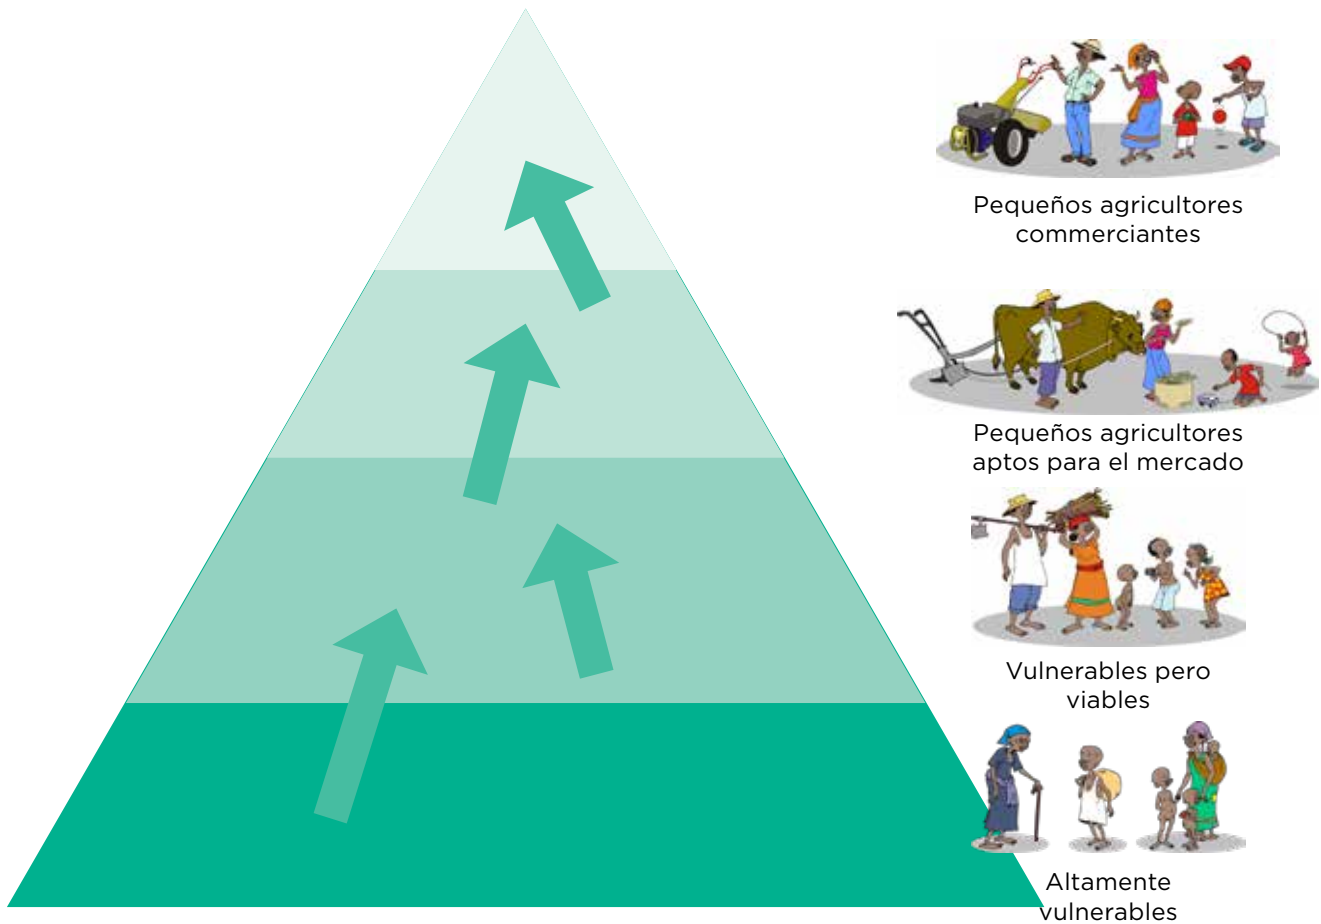 Pequeños agricultores
commerciantes
Pequeños agricultores
aptos para el mercado
Vulnerables pero
viables
Altamente
vulnerables